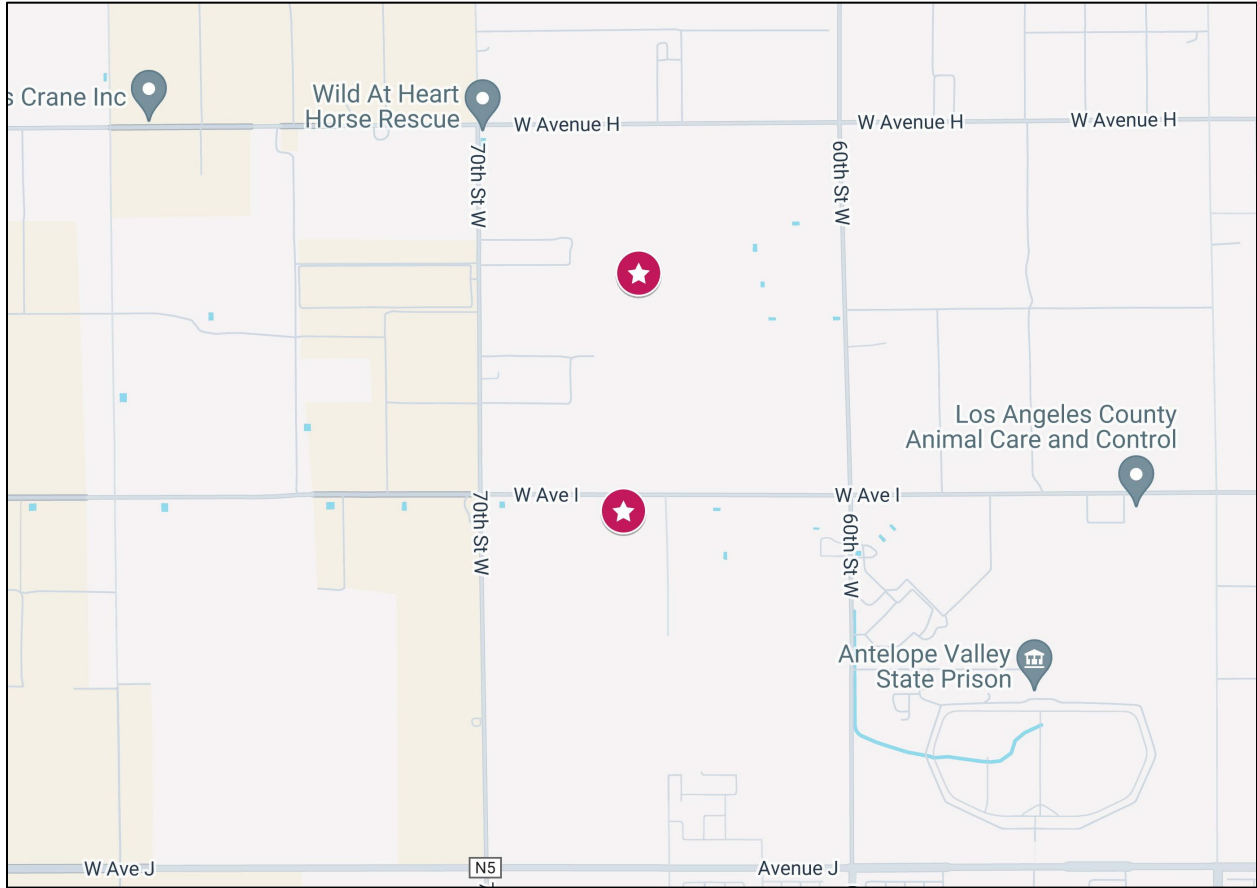 s Crane Inc
Wild At Heart
Horse Rescue
W Avenue H
W Avenue H
W Avenue H
70th St W
60th St W
Los Angeles County
Animal Care and Control
W Ave I
W Ave I
70th St W
60th St W
Antelope Valley
State Prison
W Ave J
N5
Avenue J